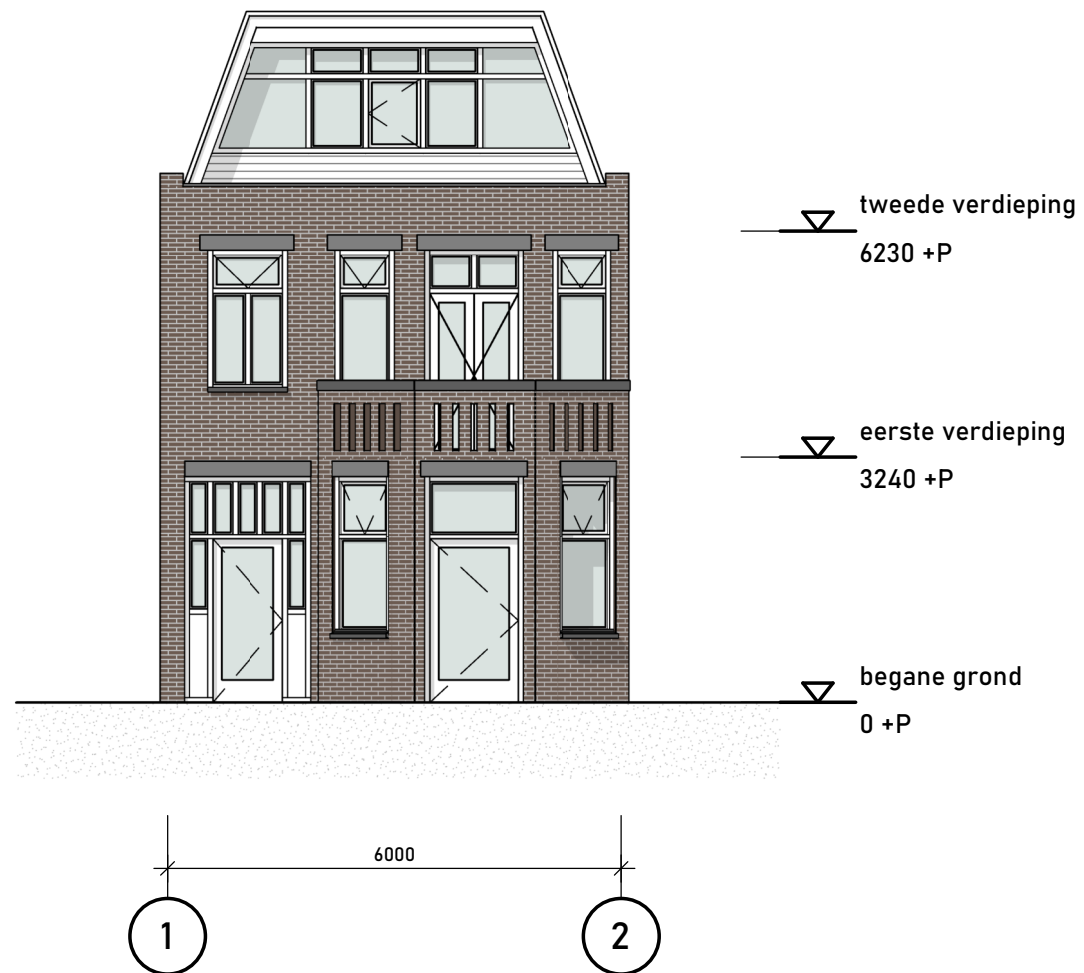 tweede verdieping
6230 +P
eerste verdieping
3240 +P
begane grond
0 +P
6000
1
2